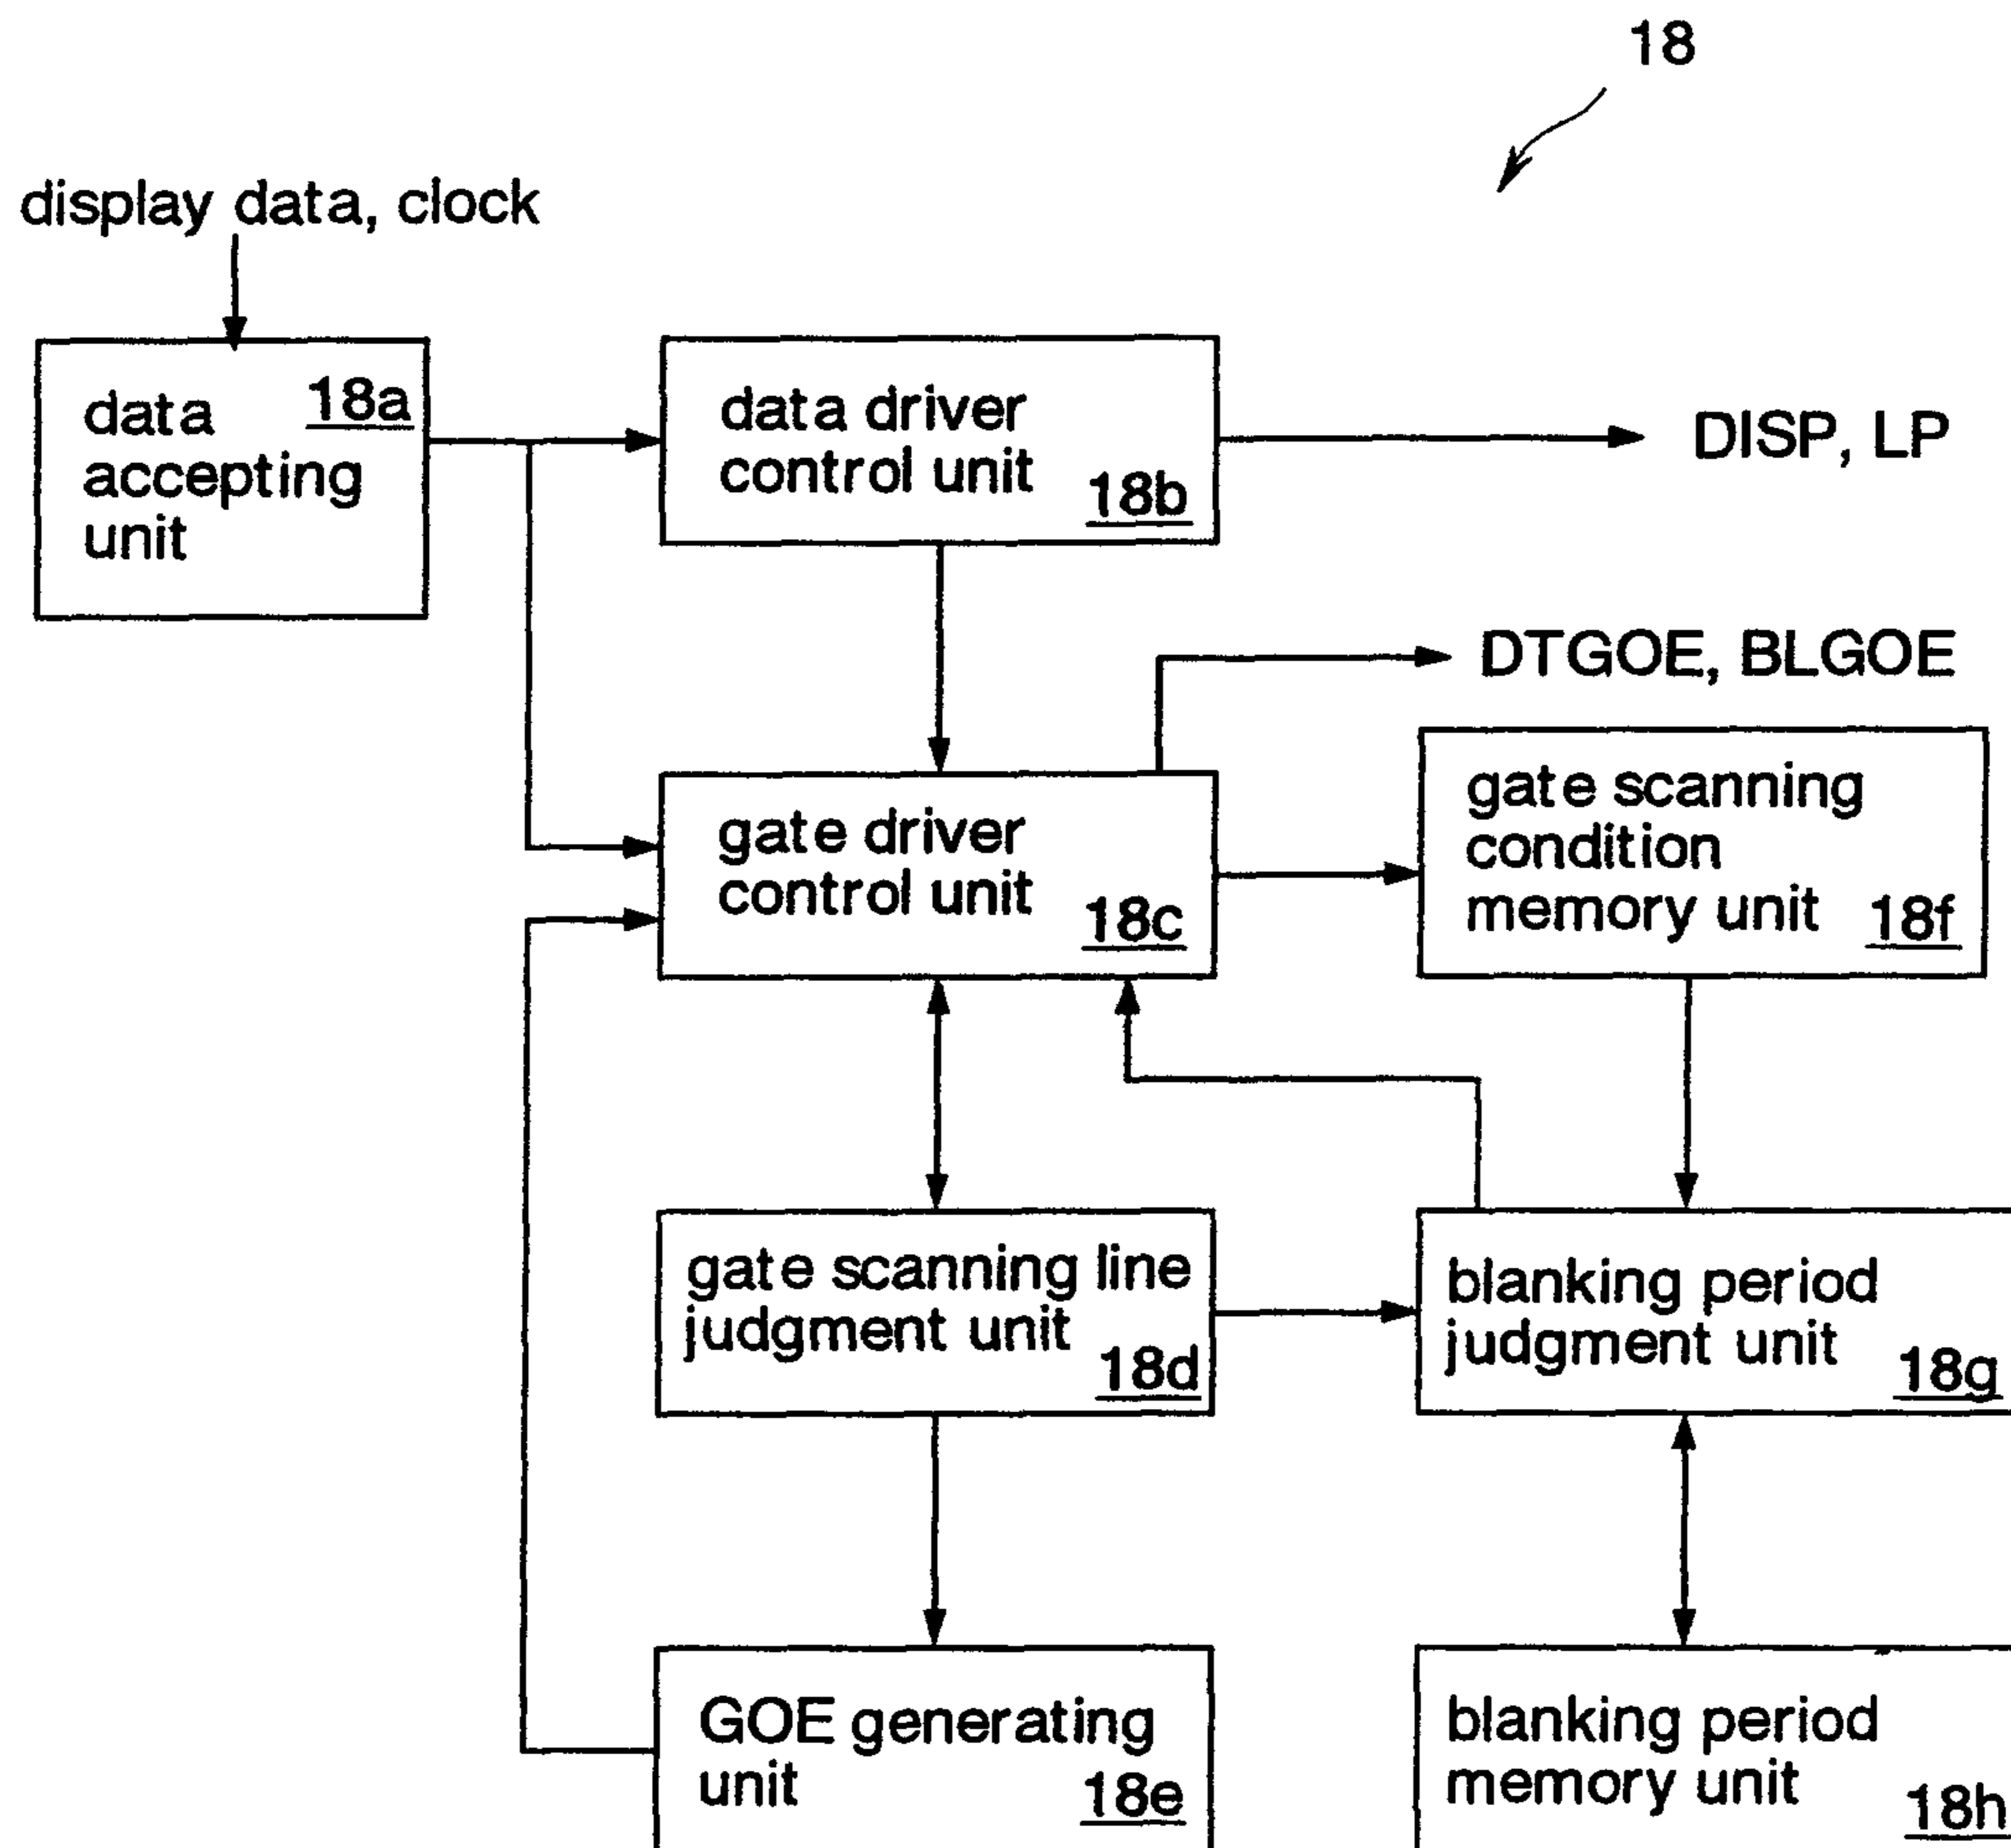 18
display data, clock
data
accepting
unit
18a
data driver
control unit
18b
DISP, LP
DTGOE, BLGOE
gate driver
control unit
18c
gate scanning
condition
memory unit
18f
gate scanning line
judgment unit
18d
blanking period
judgment unit
18g
GOE generating
unit
18e
blanking period
memory unit
18h